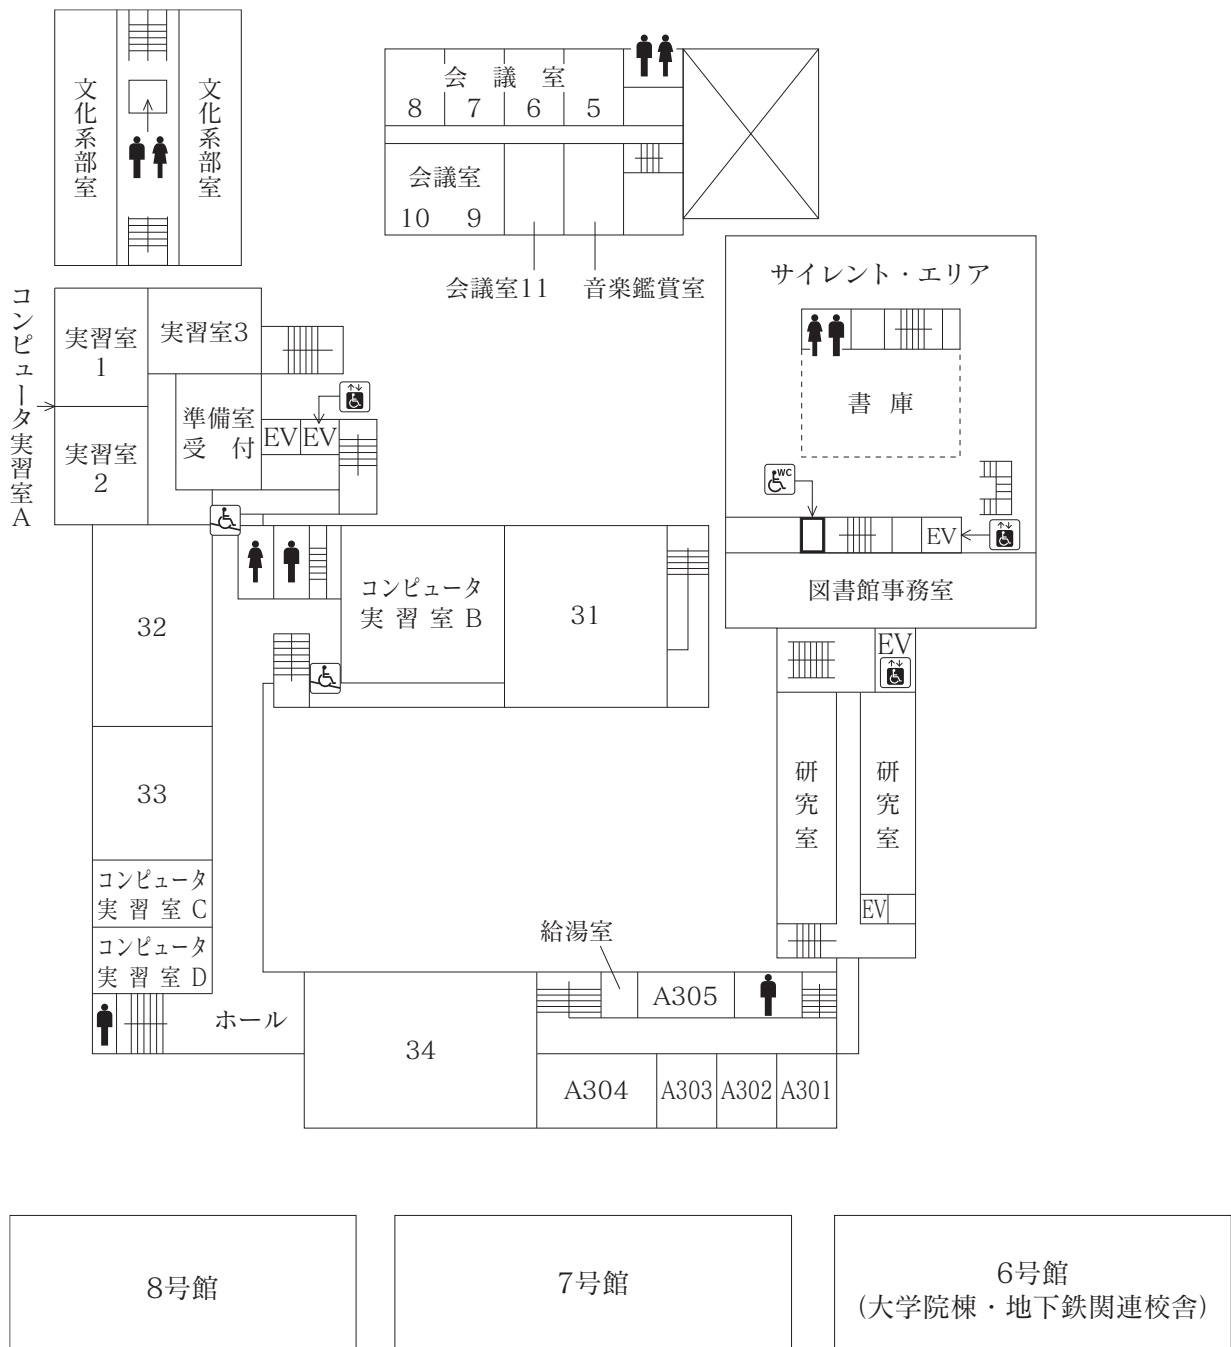 文化系部室
文化系部室
会議室
8 7 6 5
会議室
10 9
会議室11 音楽鑑賞室
サイレント・エリア
書庫
WC
EV
図書館事務室
EV
コンピュータ実習室A
実習室
1
実習室3
実習室
2
準備室
受付
EV EV
コンピュータ
実習室B
31
32
33
コンピュータ
実習室C
コンピュータ
実習室D
ホール
研究室
研究室
EV
給湯室
A305
34
A304 A303 A302 A301
8号館
7号館
6号館
(大学院棟・地下鉄関連校舎)